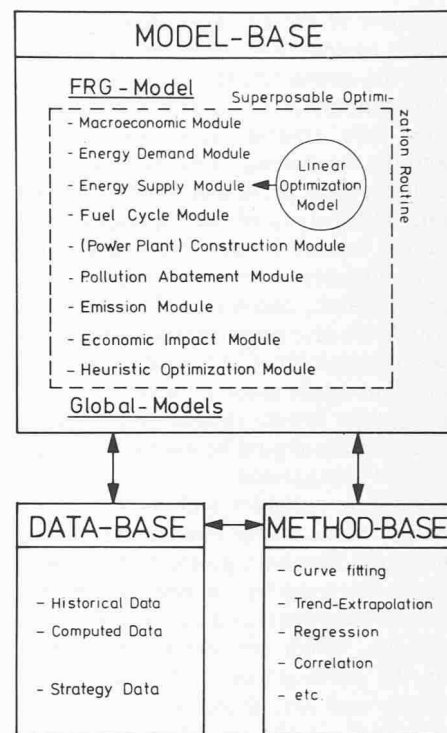 MODEL-BASE
FRG-Model
Superposable Optimi-
zation Routine
- Macroeconomic Module
- Energy Demand Module
- Energy Supply Module
Linear
Optimization
Model
- Fuel Cycle Module
- (Power Plant) Construction Module
- Pollution Abatement Module
- Emission Module
- Economic Impact Module
- Heuristic Optimization Module
Global-Models
DATA-BASE
- Historical Data
- Computed Data
- Strategy Data
METHOD-BASE
- Curve fitting
- Trend-Extrapolation
- Regression
- Correlation
- etc.